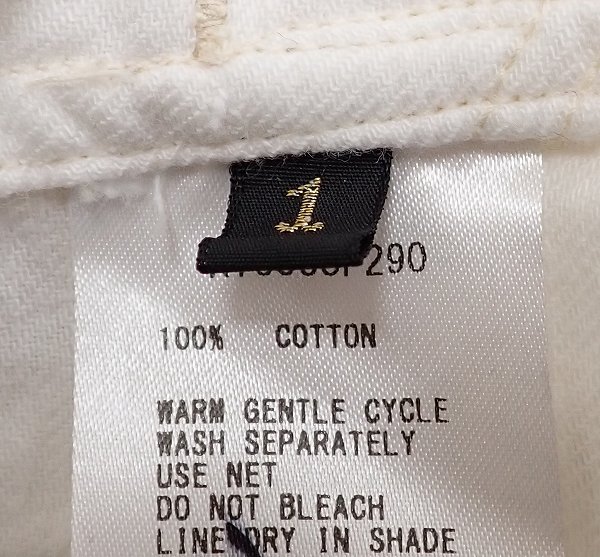 1
290
100% COTTON
WARM GENTLE CYCLE
WASH SEPARATELY
USE NET
DO NOT BLEACH
LINE DRY IN SHADE